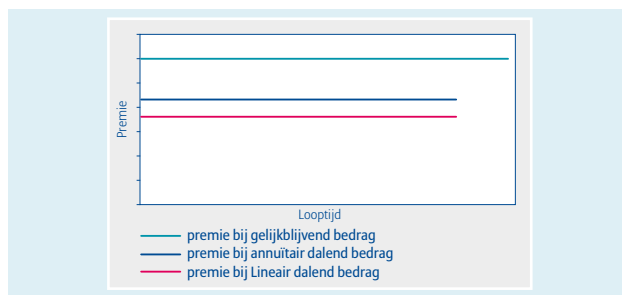 Premie
Looptijd
premie bij gelijkblijvend bedrag
premie bij annuïtair dalend bedrag
premie bij Lineair dalend bedrag